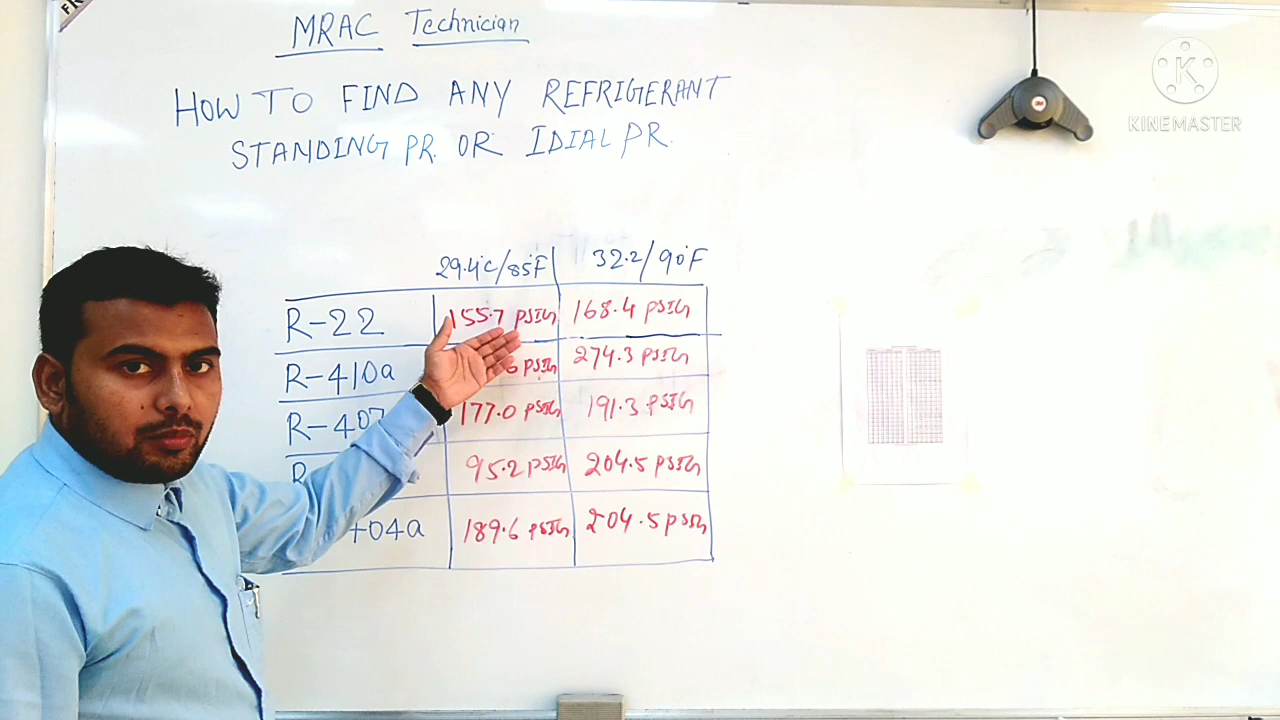 MRAC Technician
HOW TO FIND ANY REFRIGERANT
STANDING PR. OR IDIAL PR.
29.4°C/85°F 32.2/90°F
R-22 155.7 PSIG 168.4 PSIG
R-410a 6 PSIG 274.3 PSIG
R-407 177.0 PSIG 191.3 PSIG
R 95.2 PSIG 204.5 PSIG
404a 189.6 PSIG 204.5 PSIG
KINEMASTER
3M